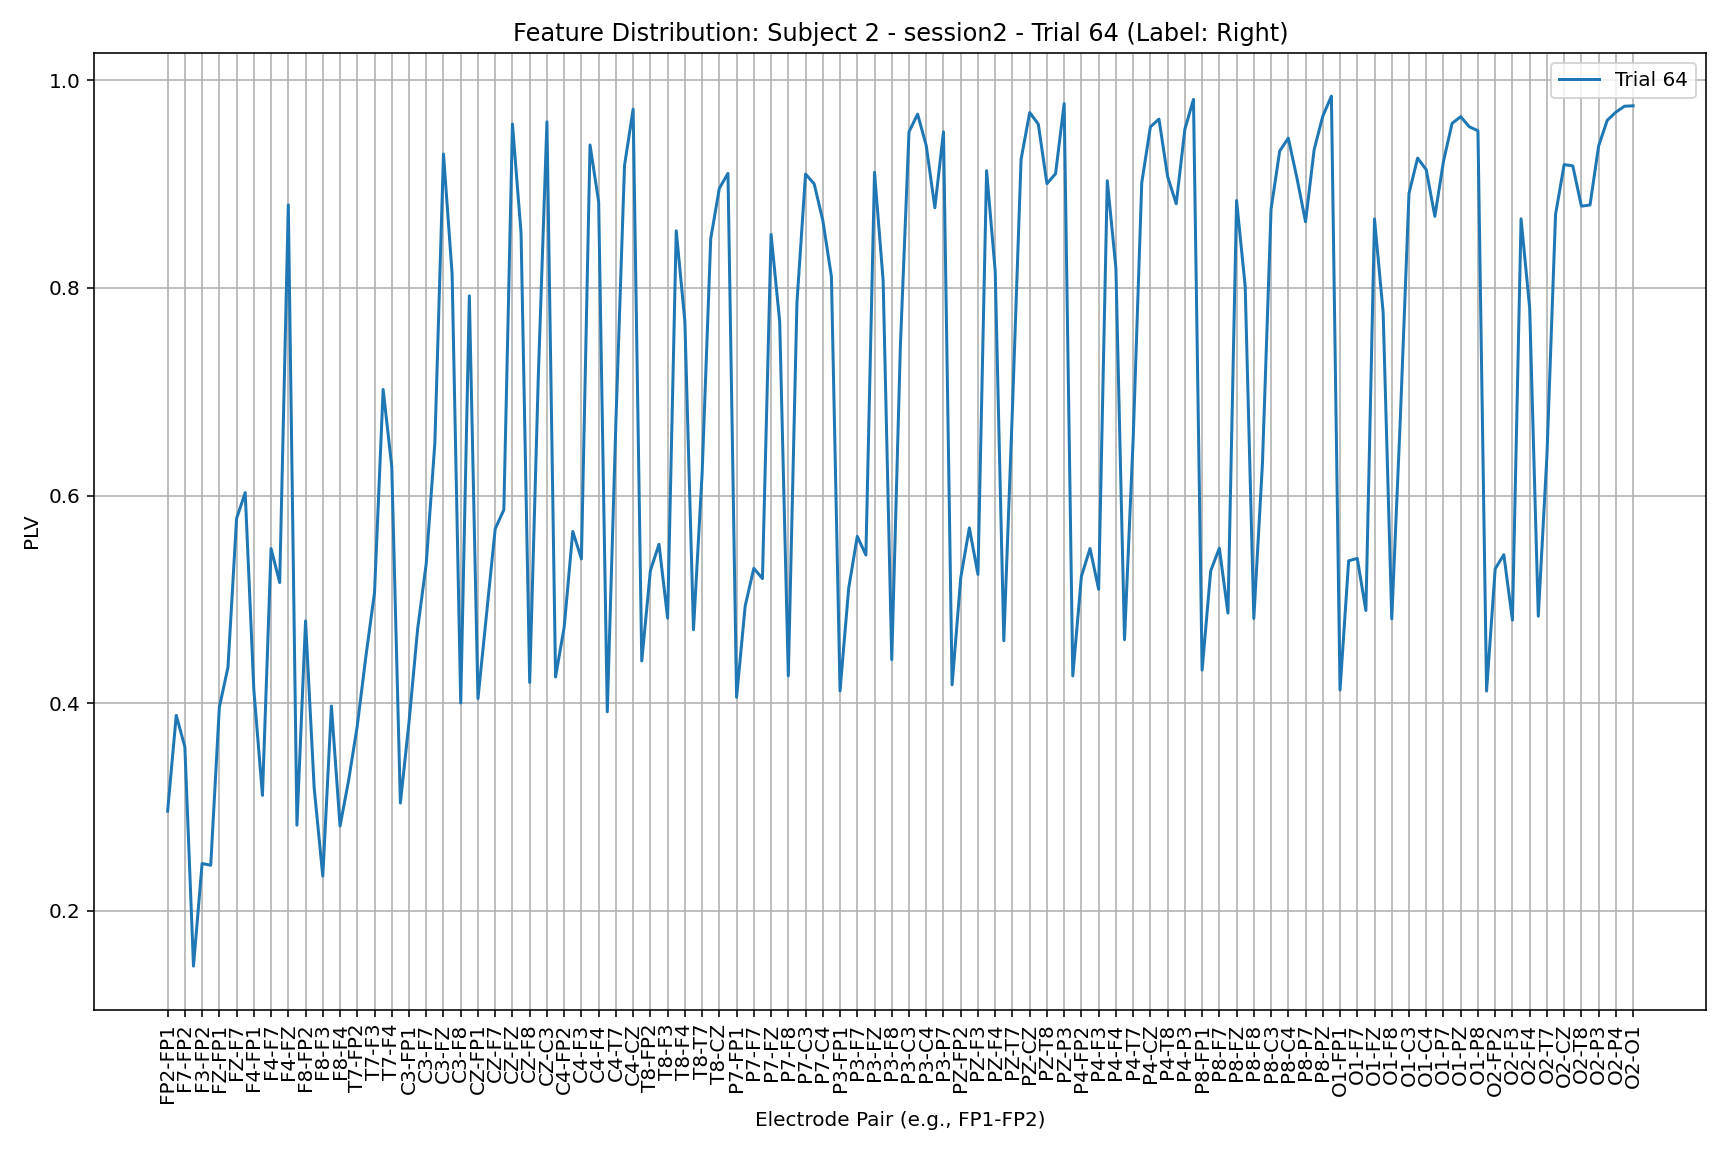 Feature Distribution: Subject 2 - session2 - Trial 64 (Label: Right)
Trial 64
1.0
0.8
0.6
0.4
0.2
PLV
FP2-FP1
F7-FP2
F3-FP2
FZ-FP1
FZ-F7
F4-FP1
F4-F7
F4-FZ
F8-FP2
F8-F3
F8-F4
T7-FP2
T7-F3
T7-F4
C3-FP1
C3-F7
C3-FZ
C3-F8
CZ-FP1
CZ-F7
CZ-FZ
CZ-F8
CZ-C3
C4-FP2
C4-F3
C4-F4
C4-T7
C4-CZ
T8-FP2
T8-F3
T8-F4
T8-T7
T8-CZ
P7-FP1
P7-F7
P7-FZ
P7-F8
P7-C3
P7-C4
P3-FP1
P3-F7
P3-FZ
P3-F8
P3-C3
P3-C4
P3-P7
PZ-FP2
PZ-F3
PZ-F4
PZ-T7
PZ-CZ
PZ-T8
PZ-P3
P4-FP2
P4-F3
P4-F4
P4-T7
P4-CZ
P4-T8
P4-P3
P8-FP1
P8-F7
P8-FZ
P8-F8
P8-C3
P8-C4
P8-P7
P8-PZ
O1-FP1
O1-F7
O1-FZ
O1-F8
O1-C3
O1-C4
O1-P7
O1-PZ
O1-P8
O2-FP2
O2-F3
O2-F4
O2-T7
O2-CZ
O2-T8
O2-P3
O2-P4
O2-O1
Electrode Pair (e.g., FP1-FP2)